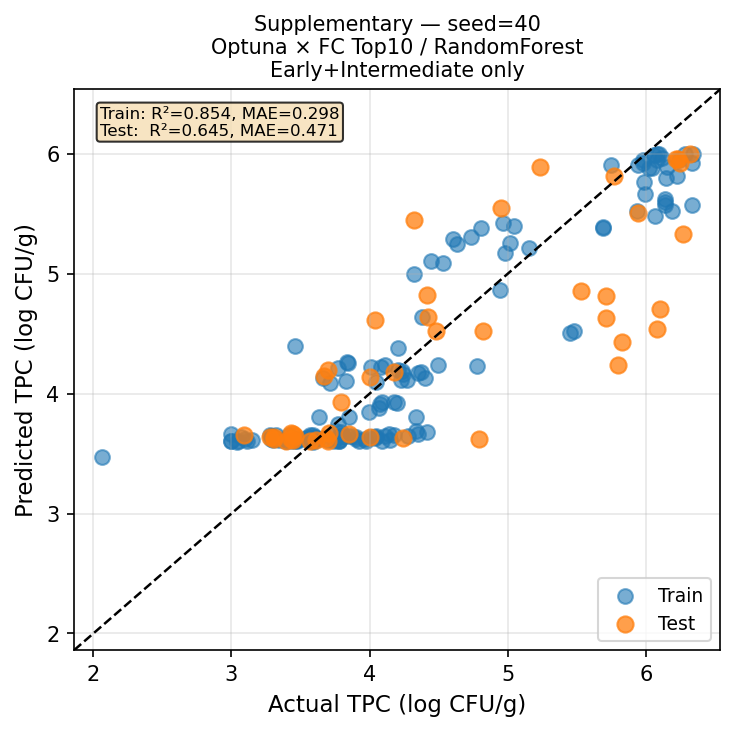 Supplementary — seed=40
Optuna × FC Top10 / RandomForest
Early+Intermediate only
Train: R²=0.854, MAE=0.298
Test:  R²=0.645, MAE=0.471
Predicted TPC (log CFU/g)
6
5
4
3
2
Train
Test
2 3 4 5 6
Actual TPC (log CFU/g)